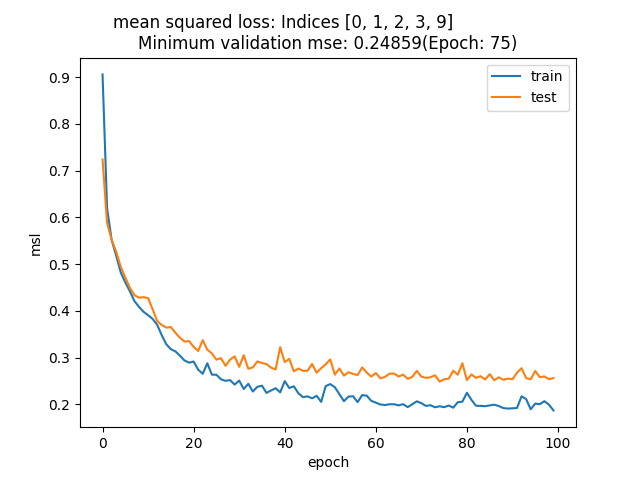 mean squared loss: Indices [0, 1, 2, 3, 9]
Minimum validation mse: 0.24859(Epoch: 75)
train
test
0.9
0.8
0.7
0.6
0.5
0.4
0.3
0.2
msl
0 20 40 60 80 100
epoch